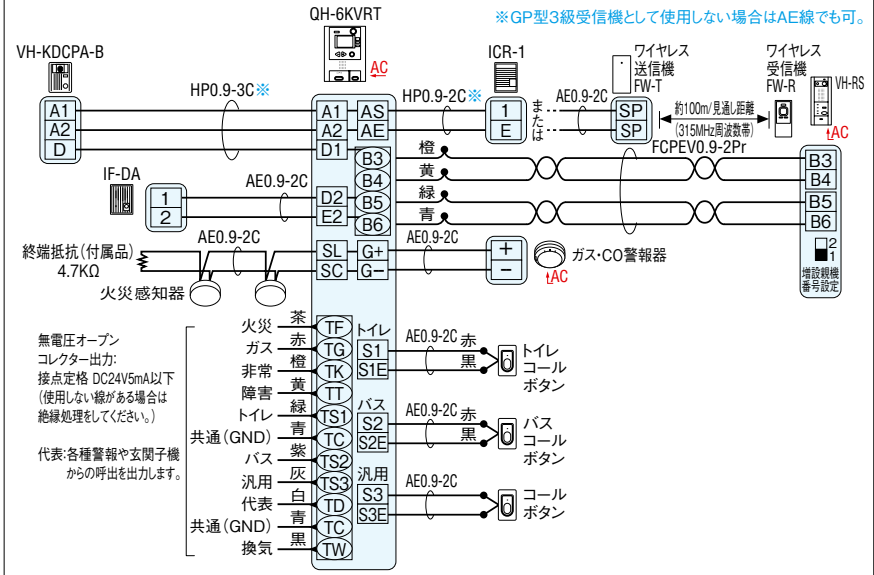 ※GP型3級受信機として使用しない場合はAE線でも可。
QH-6KVRT
AC
VH-KDCPA-B
HP0.9-3C※
A1
A2
D
A1
A2
D1
AS
AE
HP0.9-2C※
ICR-1
1
E
または
AE0.9-2C
ワイヤレス
送信機
FW-T
SP
SP
約100m/見通し距離
(315MHz周波数帯)
ワイヤレス
受信機
FW-R
VH-RS
AC
FCPEV0.9-2Pr
B3
B4
B5
B6
橙
黄
緑
青
B3
B4
B5
B6
2
1
増設親機
番号設定
IF-DA
1
2
AE0.9-2C
D2
E2
終端抵抗(付属品)
4.7KΩ
AE0.9-2C
火災感知器
SL
SC
G+
G−
AE0.9-2C
+
−
ガス・CO警報器
AC
無電圧オープン
コレクター出力:
接点定格 DC24V5mA以下
(使用しない線がある場合は
絶縁処理をしてください。)
代表:各種警報や玄関子機
からの呼出を出力します。
火災 茶 TF
ガス 赤 TG
非常 橙 TK
障害 黄 TT
トイレ 緑 TS1
共通(GND) 青 TC
バス 紫 TS2
汎用 灰 TS3
代表 白 TD
共通(GND) 青 TC
換気 黒 TW
トイレ
S1
S1E
AE0.9-2C
赤
黒
トイレ
コール
ボタン
バス
S2
S2E
AE0.9-2C
赤
黒
バス
コール
ボタン
汎用
S3
S3E
AE0.9-2C
コール
ボタン